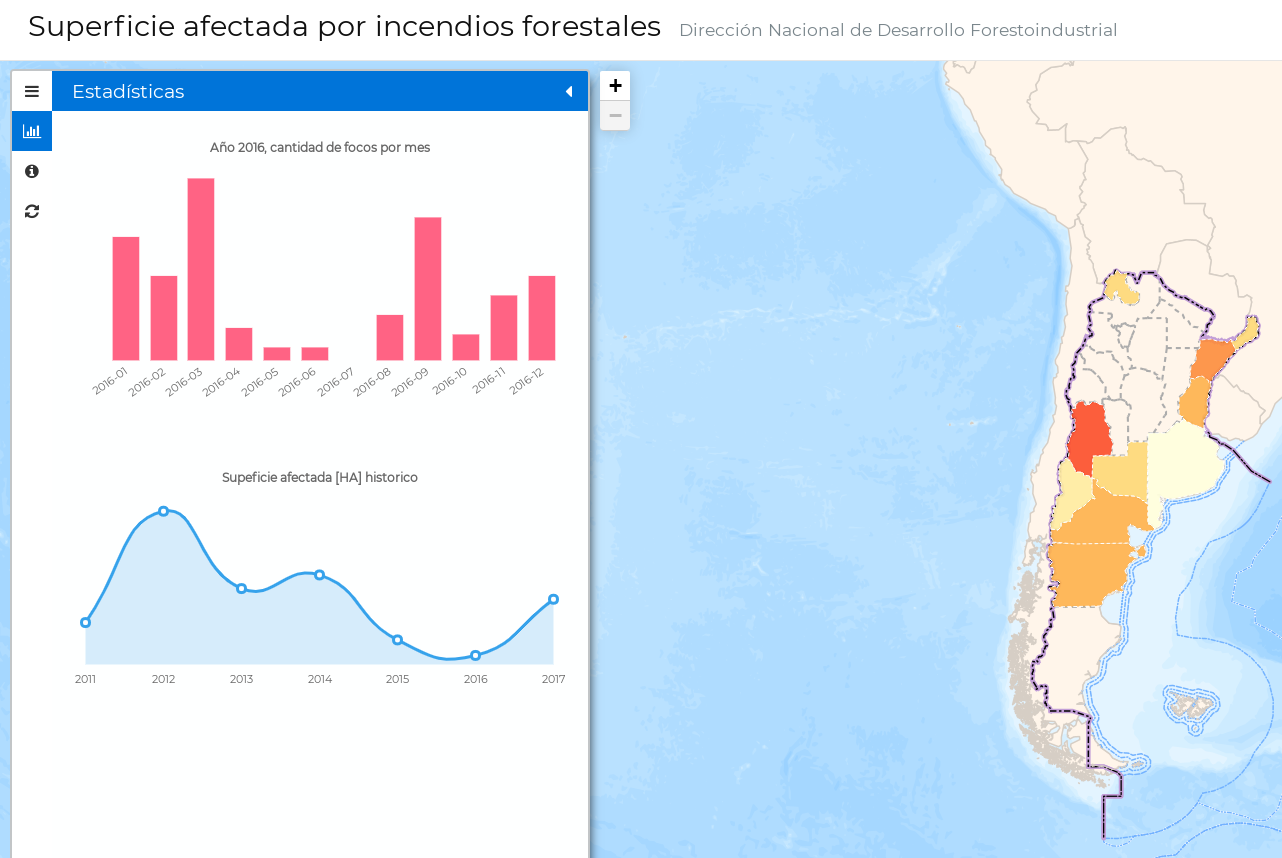 Superficie afectada por incendios forestales Dirección Nacional de Desarrollo Forestoindustrial
Estadísticas
+
−
Año 2016, cantidad de focos por mes
2016-01 2016-02 2016-03 2016-04 2016-05 2016-06 2016-07 2016-08 2016-09 2016-10 2016-11 2016-12
Supeficie afectada [HA] historico
2011 2012 2013 2014 2015 2016 2017